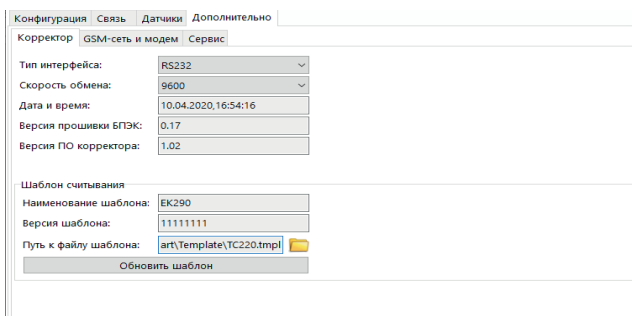 Конфигурация Связь Датчики Дополнительно
Корректор GSM-сеть и модем Сервис
Тип интерфейса: RS232
Скорость обмена: 9600
Дата и время: 10.04.2020,16:54:16
Версия прошивки БПЭК: 0.17
Версия ПО корректора: 1.02
Шаблон считывания
Наименование шаблона: EK290
Версия шаблона: 11111111
Путь к файлу шаблона: art\Template\TC220.tmpl
Обновить шаблон